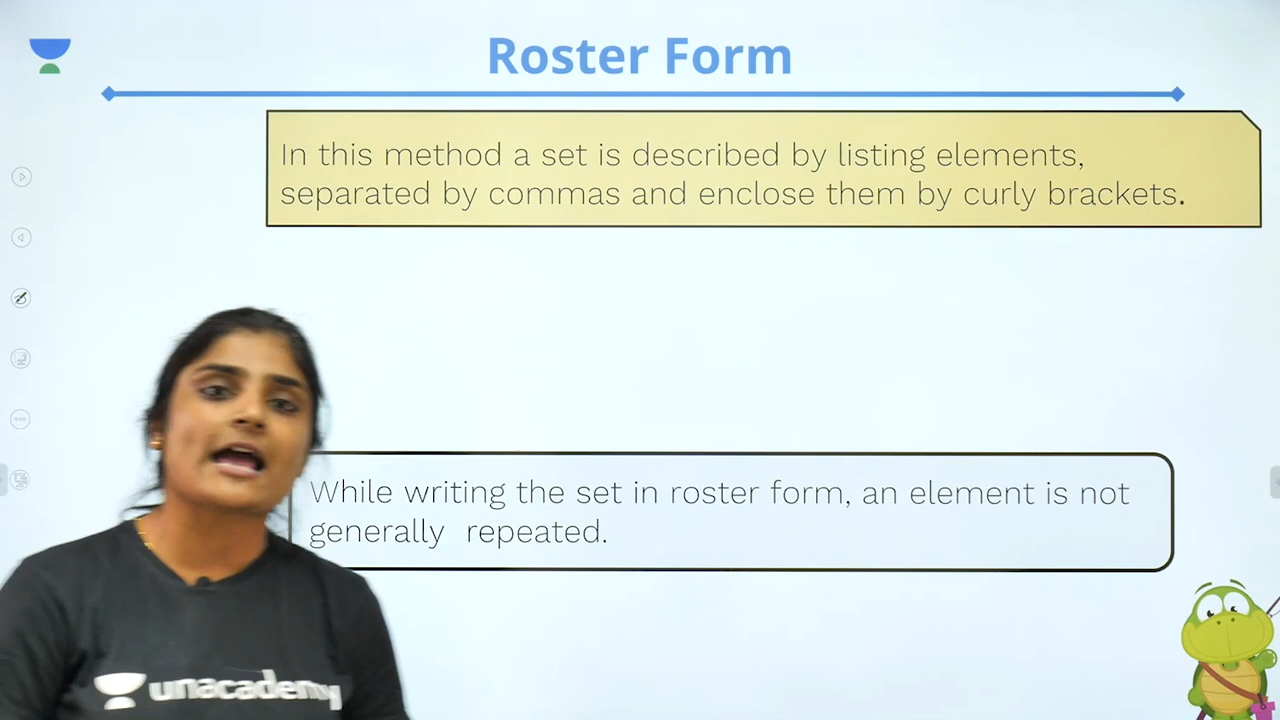 Roster Form
In this method a set is described by listing elements,
separated by commas and enclose them by curly brackets.
While writing the set in roster form, an element is not
generally repeated.
unacademy